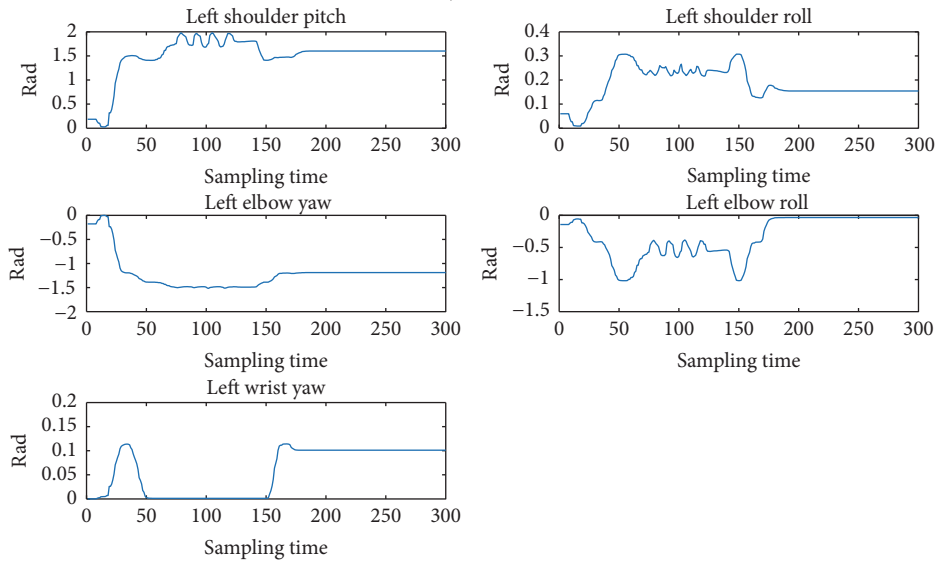 Left shoulder pitch
Rad
2
1.5
1
0.5
0
0 50 100 150 200 250 300
Sampling time
Left shoulder roll
Rad
0.4
0.3
0.2
0.1
0
0 50 100 150 200 250 300
Sampling time
Left elbow yaw
Rad
0
−0.5
−1
−1.5
−2
0 50 100 150 200 250 300
Sampling time
Left elbow roll
Rad
0
−0.5
−1
−1.5
0 50 100 150 200 250 300
Sampling time
Left wrist yaw
Rad
0.2
0.15
0.1
0.05
0
0 50 100 150 200 250 300
Sampling time